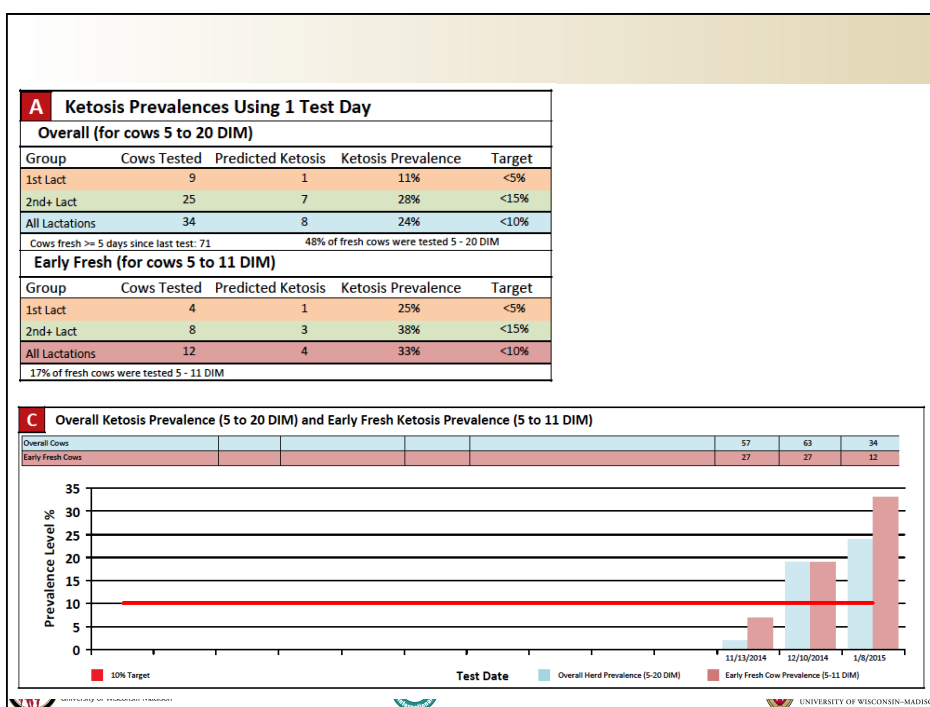 A Ketosis Prevalences Using 1 Test Day
Overall (for cows 5 to 20 DIM)
Group Cows Tested Predicted Ketosis Ketosis Prevalence Target
1st Lact 9 1 11% <5%
2nd+ Lact 25 7 28% <15%
All Lactations 34 8 24% <10%
Cows fresh >= 5 days since last test: 71 48% of fresh cows were tested 5 - 20 DIM
Early Fresh (for cows 5 to 11 DIM)
Group Cows Tested Predicted Ketosis Ketosis Prevalence Target
1st Lact 4 1 25% <5%
2nd+ Lact 8 3 38% <15%
All Lactations 12 4 33% <10%
17% of fresh cows were tested 5 - 11 DIM
C Overall Ketosis Prevalence (5 to 20 DIM) and Early Fresh Ketosis Prevalence (5 to 11 DIM)
Overall Cows 57 63 34
Early Fresh Cows 27 27 12
Prevalence Level %
35
30
25
20
15
10
5
0
11/13/2014 12/10/2014 1/8/2015
10% Target Test Date Overall Herd Prevalence (5-20 DIM) Early Fresh Cow Prevalence (5-11 DIM)
University of Wisconsin-Madison
UNIVERSITY OF WISCONSIN–MADISO